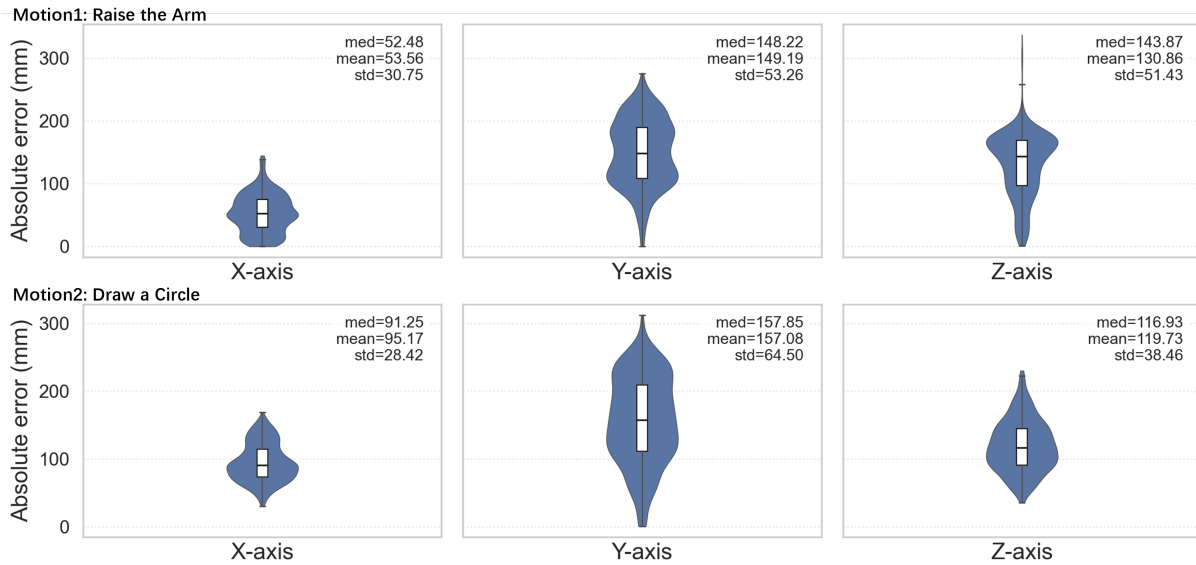 Motion1: Raise the Arm
Absolute error (mm)
300
200
100
0
med=52.48
mean=53.56
std=30.75
X-axis
med=148.22
mean=149.19
std=53.26
Y-axis
med=143.87
mean=130.86
std=51.43
Z-axis
Motion2: Draw a Circle
Absolute error (mm)
300
200
100
0
med=91.25
mean=95.17
std=28.42
X-axis
med=157.85
mean=157.08
std=64.50
Y-axis
med=116.93
mean=119.73
std=38.46
Z-axis